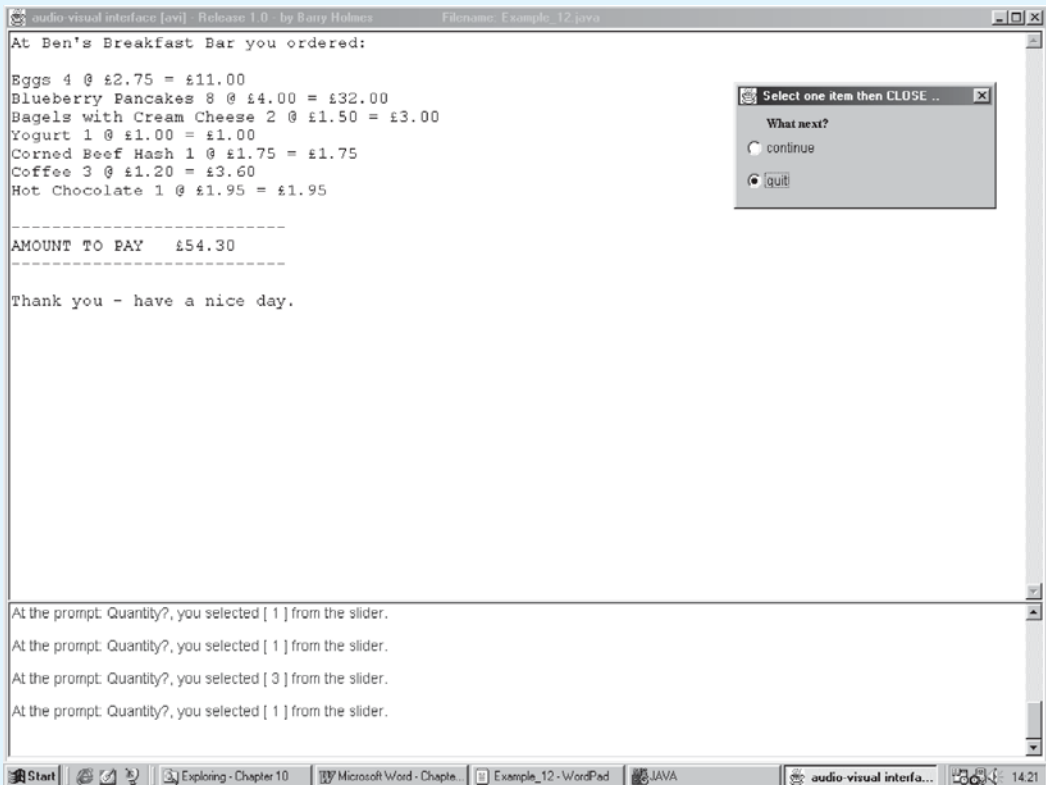 audio-visual interface [avi] - Release 1.0 - by Barry Holmes Filename: Example_12.java
At Ben's Breakfast Bar you ordered:
Eggs 4 @ £2.75 = £11.00
Blueberry Pancakes 8 @ £4.00 = £32.00
Bagels with Cream Cheese 2 @ £1.50 = £3.00
Yogurt 1 @ £1.00 = £1.00
Corned Beef Hash 1 @ £1.75 = £1.75
Coffee 3 @ £1.20 = £3.60
Hot Chocolate 1 @ £1.95 = £1.95
---------------------------
AMOUNT TO PAY £54.30
---------------------------
Thank you - have a nice day.
Select one item then CLOSE ..
What next?
continue
quit
At the prompt: Quantity?, you selected [ 1 ] from the slider.
At the prompt: Quantity?, you selected [ 1 ] from the slider.
At the prompt: Quantity?, you selected [ 3 ] from the slider.
At the prompt: Quantity?, you selected [ 1 ] from the slider.
Start Exploring - Chapter 10 Microsoft Word - Chapte... Example_12 - WordPad JAVA audio-visual interfa... 14:21